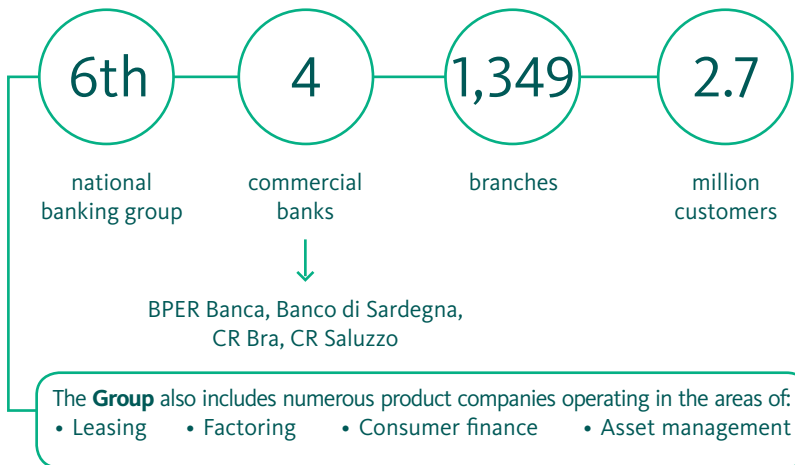 6th
4
1,349
2.7
national
banking group
commercial
banks
branches
million
customers
BPER Banca, Banco di Sardegna,
CR Bra, CR Saluzzo
The Group also includes numerous product companies operating in the areas of:
• Leasing • Factoring • Consumer finance • Asset management